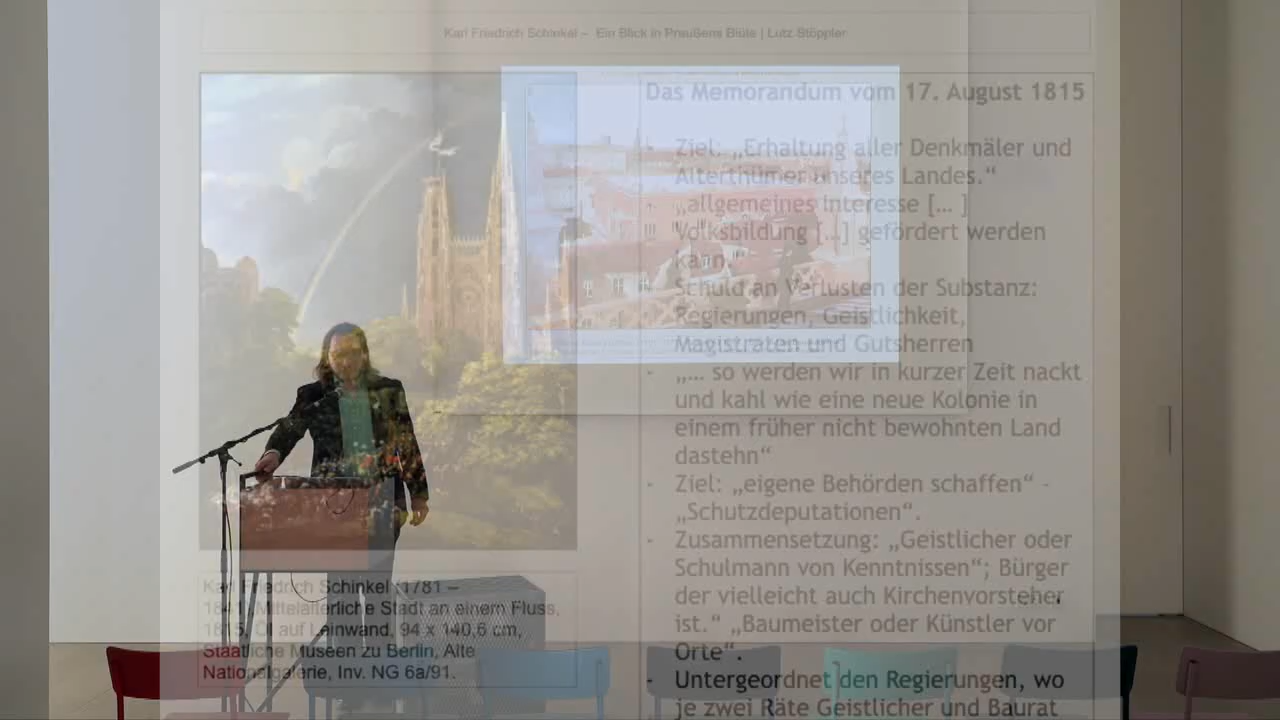 Karl Friedrich Schinkel – Ein Blick in Preußens Blüte | Lutz Stöppler
Das Memorandum vom 17. August 1815
Ziel: „Erhaltung aller Denkmäler und
Alterthümer unseres Landes.“
„allgemeines Interesse [… ]
Volksbildung […] gefördert werden
kann.“
Schuld an Verlusten der Substanz:
Regierungen, Geistlichkeit,
Magistraten und Gutsherren
- „… so werden wir in kurzer Zeit nackt
und kahl wie eine neue Kolonie in
einem früher nicht bewohnten Land
dastehn“
- Ziel: „eigene Behörden schaffen“ -
„Schutzdeputationen“.
- Zusammensetzung: „Geistlicher oder
Schulmann von Kenntnissen“; Bürger
der vielleicht auch Kirchenvorsteher
ist.“ „Baumeister oder Künstler vor
Orte“.
- Untergeordnet den Regierungen, wo
je zwei Räte Geistlicher und Baurat
Karl Friedrich Schinkel (1781 –
1841), Mittelalterliche Stadt an einem Fluss,
1815, Öl auf Leinwand, 94 x 140,6 cm,
Staatliche Museen zu Berlin, Alte
Nationalgalerie, Inv. NG 6a/91.